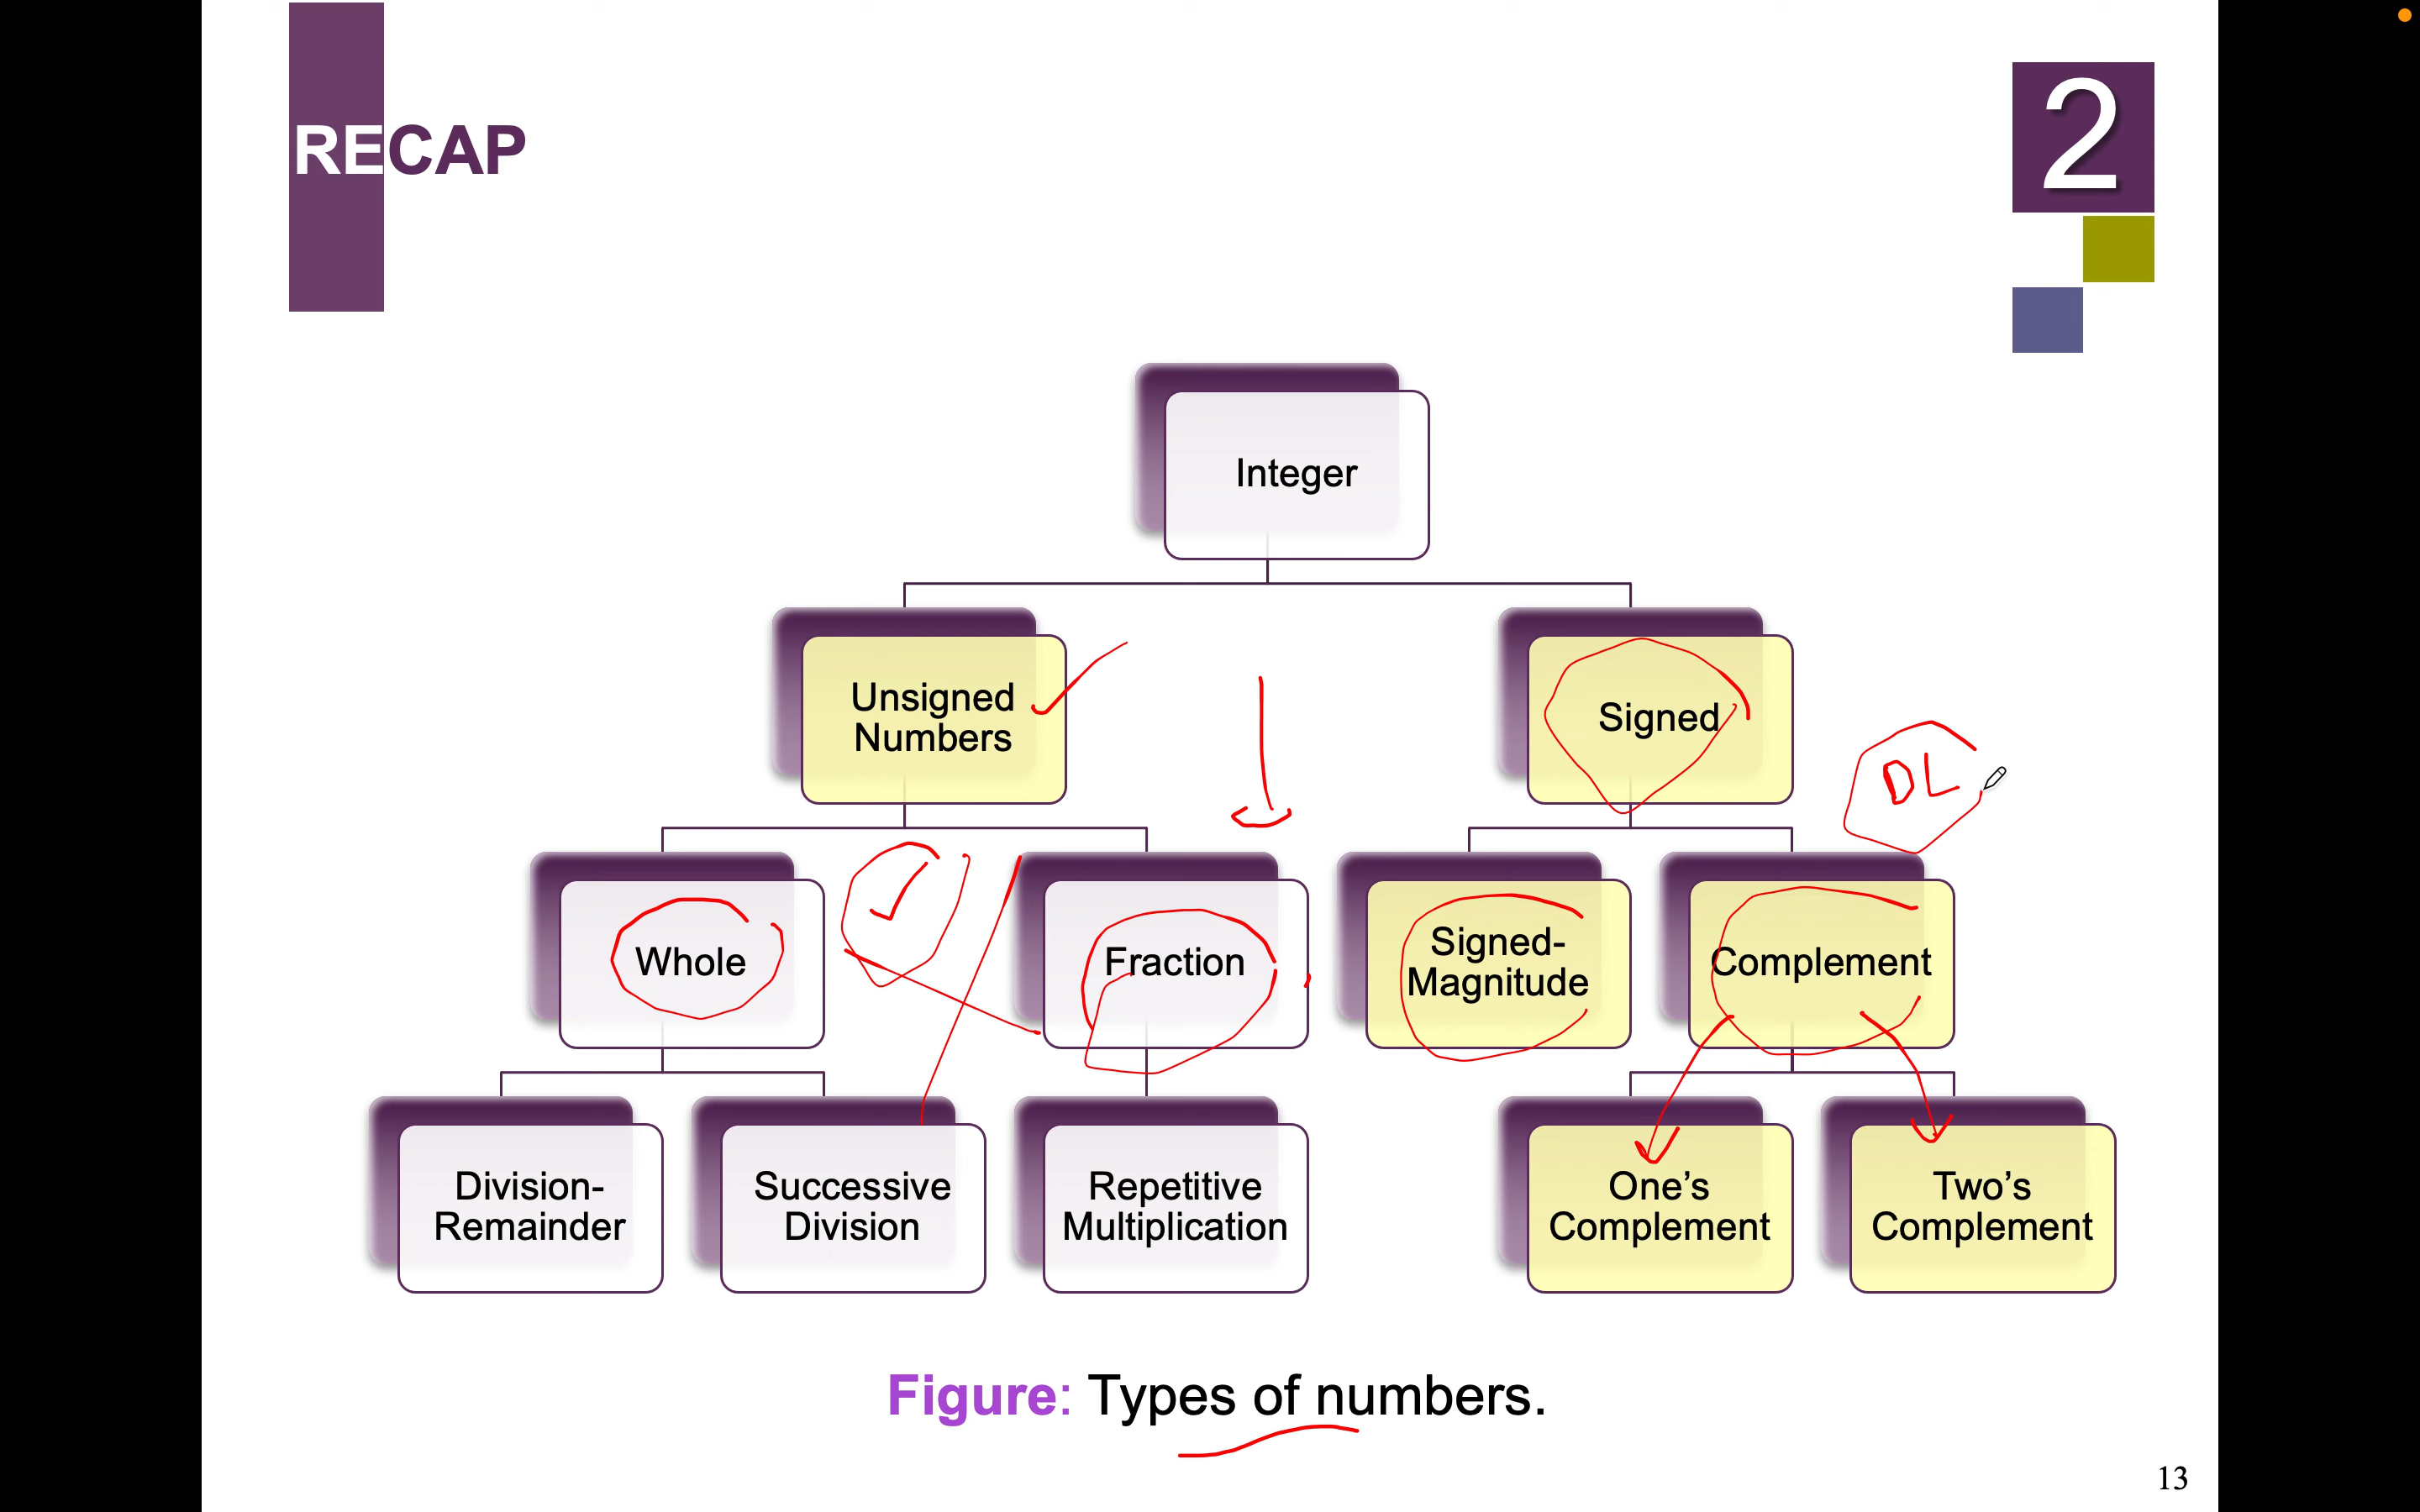 RECAP
2
Integer
Unsigned
Numbers
Signed
DL
Whole
Fraction
Signed-
Magnitude
Complement
Division-
Remainder
Successive
Division
Repetitive
Multiplication
One's
Complement
Two's
Complement
Figure: Types of numbers.
13